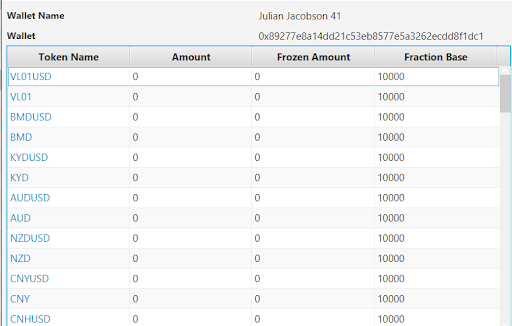 Wallet Name Julian Jacobson 41
Wallet 0x89277e8a14dd21c53eb8577e5a3262ecdd8f1dc1
Token Name Amount Frozen Amount Fraction Base
VL01USD 0 0 10000
VL01 0 0 10000
BMDUSD 0 0 10000
BMD 0 0 10000
KYDUSD 0 0 10000
KYD 0 0 10000
AUDUSD 0 0 10000
AUD 0 0 10000
NZDUSD 0 0 10000
NZD 0 0 10000
CNYUSD 0 0 10000
CNY 0 0 10000
CNHUSD 0 0 10000